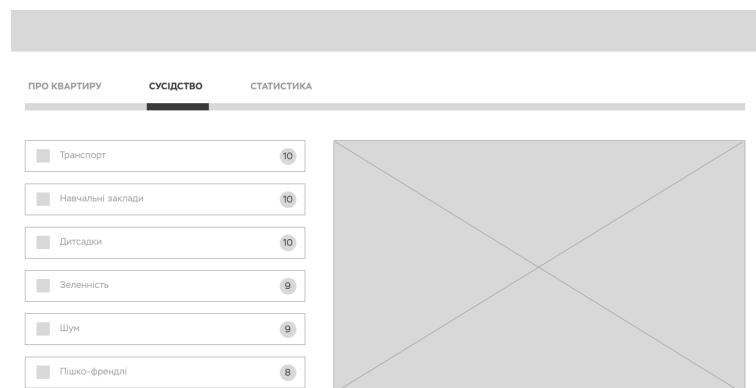 ПРО КВАРТИРУ СУСІДСТВО СТАТИСТИКА
Транспорт 10
Навчальні заклади 10
Дитсадки 10
Зеленність 9
Шум 9
Пішко-френдлі 8